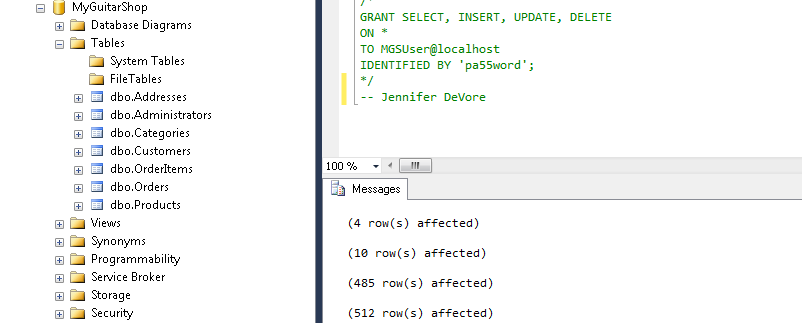 MyGuitarShop
Database Diagrams
Tables
System Tables
FileTables
dbo.Addresses
dbo.Administrators
dbo.Categories
dbo.Customers
dbo.OrderItems
dbo.Orders
dbo.Products
Views
Synonyms
Programmability
Service Broker
Storage
Security
/*
GRANT SELECT, INSERT, UPDATE, DELETE
ON *
TO MGSUser@localhost
IDENTIFIED BY 'pa55word';
*/
-- Jennifer DeVore
100 %
Messages
(4 row(s) affected)
(10 row(s) affected)
(485 row(s) affected)
(512 row(s) affected)